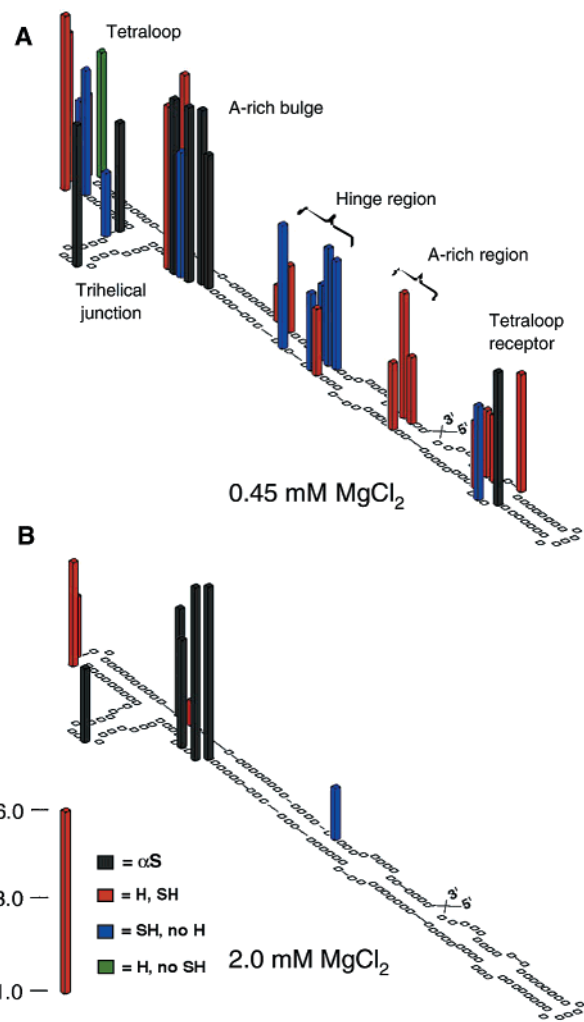 A
Tetraloop
A-rich bulge
Hinge region
A-rich region
Trihelical
junction
Tetraloop
receptor
3'
5'
0.45 mM MgCl₂
B
3'
5'
6.0
3.0
1.0
= αS
= H, SH
= SH, no H
= H, no SH
2.0 mM MgCl₂